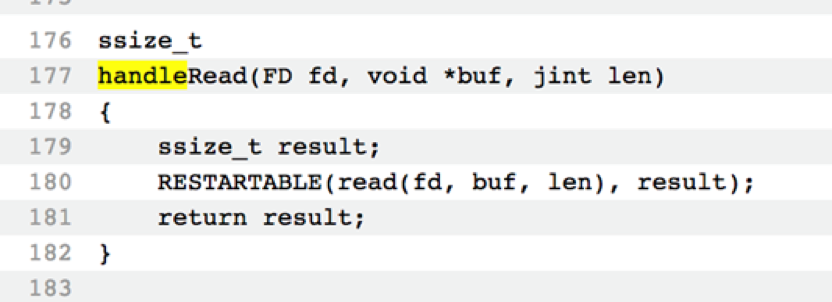 176 ssize_t
177 handleRead(FD fd, void *buf, jint len)
178 {
179     ssize_t result;
180     RESTARTABLE(read(fd, buf, len), result);
181     return result;
182 }
183